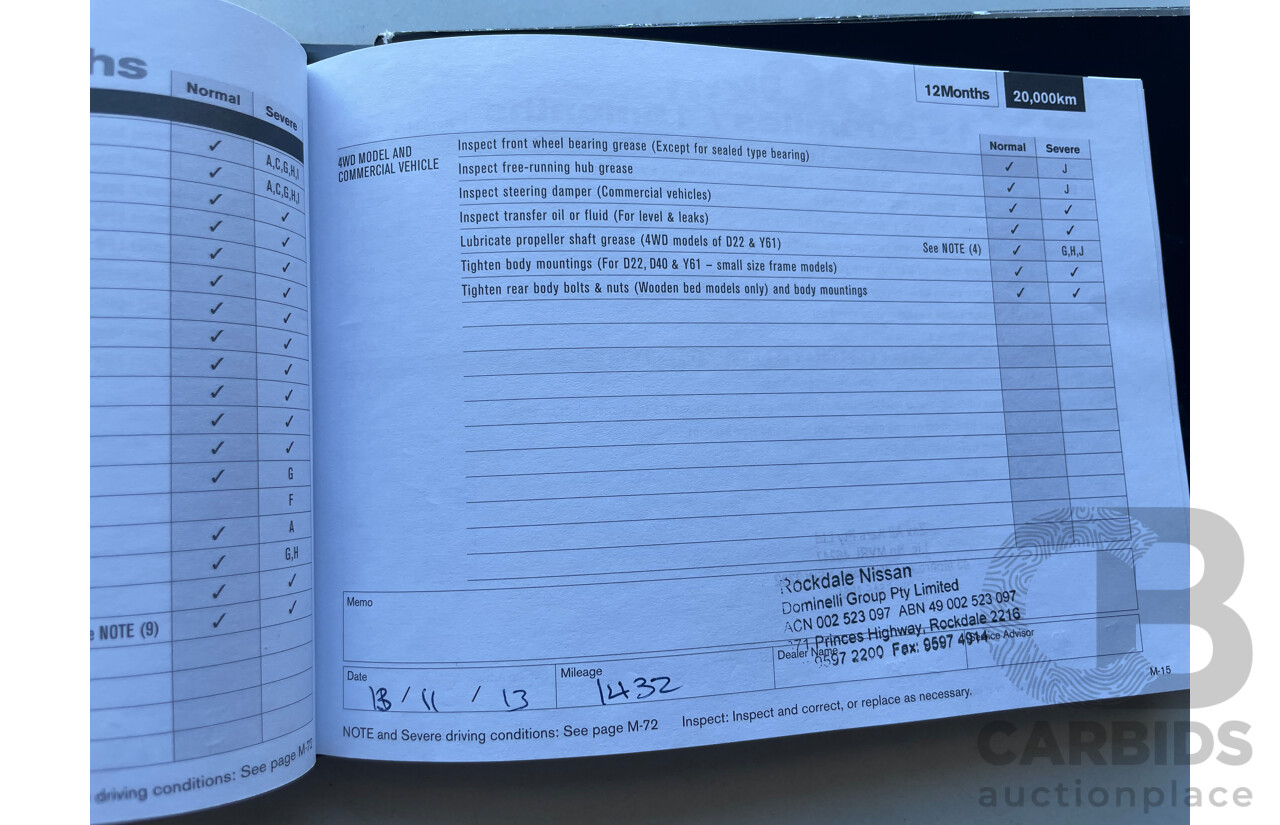 hs
Normal
Severe
✓ A,C,G,H,I
✓ A,C,G,H,I
✓ ✓
✓ ✓
✓ ✓
✓ ✓
✓ ✓
✓ ✓
✓ ✓
✓ ✓
✓ ✓
✓ ✓
✓ G
F
✓ A
✓ G,H
✓ ✓
NOTE (9) ✓ ✓
driving conditions: See page M-72
12Months 20,000km
Normal Severe
4WD MODEL AND
COMMERCIAL VEHICLE
Inspect front wheel bearing grease (Except for sealed type bearing) ✓ J
Inspect free-running hub grease ✓ J
Inspect steering damper (Commercial vehicles) ✓ ✓
Inspect transfer oil or fluid (For level & leaks) ✓ ✓
Lubricate propeller shaft grease (4WD models of D22 & Y61) See NOTE (4) ✓ G,H,J
Tighten body mountings (For D22, D40 & Y61 – small size frame models) ✓ ✓
Tighten rear body bolts & nuts (Wooden bed models only) and body mountings ✓ ✓
Memo
Rockdale Nissan
Dominelli Group Pty Limited
ACN 002 523 097 ABN 49 002 523 097
71 Princes Highway, Rockdale 2216
9597 2200 Fax: 9597 4914
Date 13 / 11 / 13
Mileage 1432
Dealer Name
Service Advisor
NOTE and Severe driving conditions: See page M-72 Inspect: Inspect and correct, or replace as necessary.
M-15
CARBIDS
auctionplace